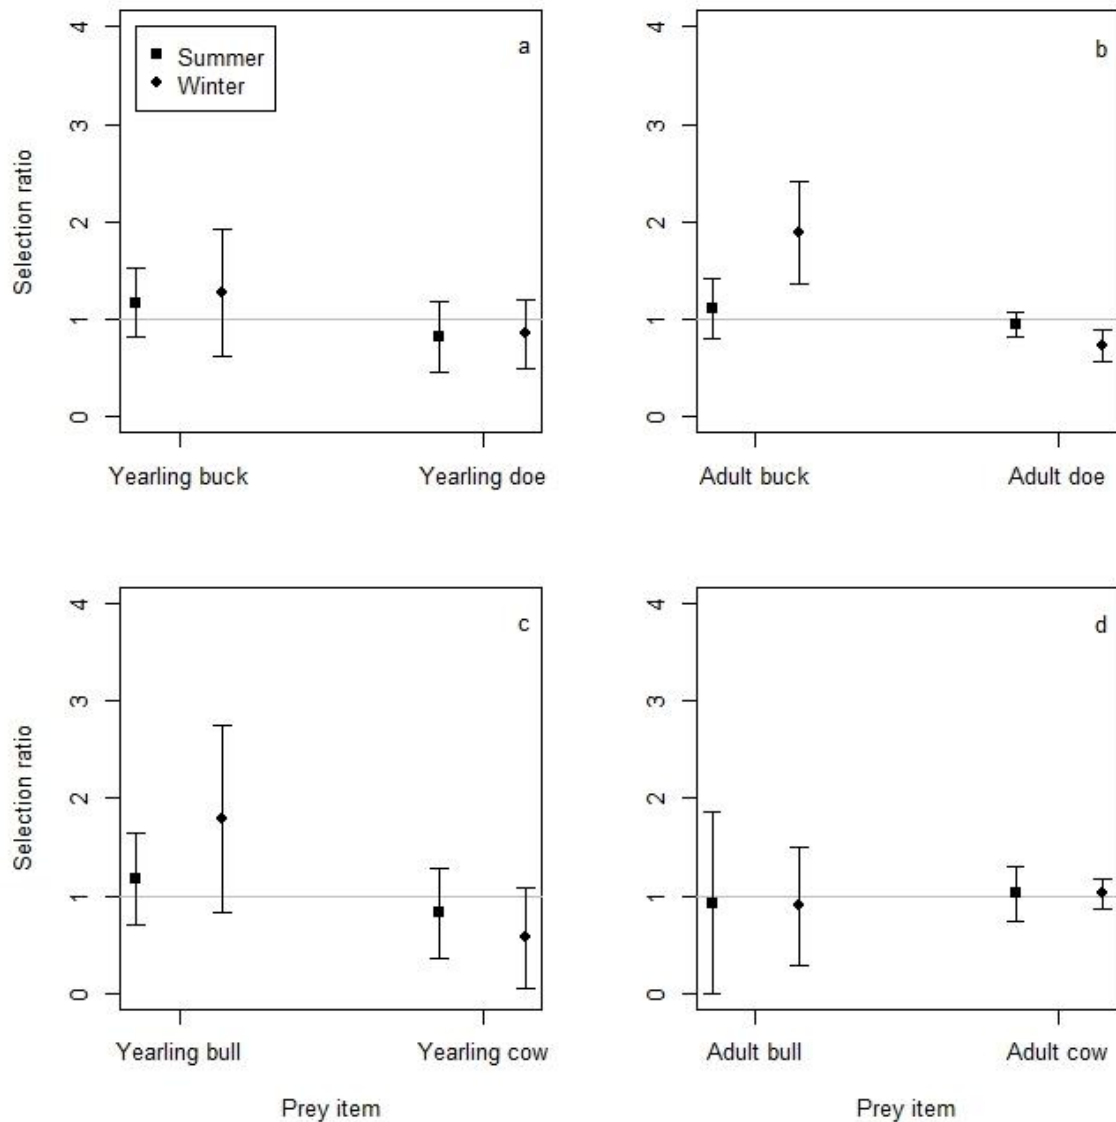 a
Summer
Winter
Selection ratio
4
3
2
1
0
Yearling buck
Yearling doe
b
4
3
2
1
0
Adult buck
Adult doe
c
Selection ratio
4
3
2
1
0
Yearling bull
Yearling cow
Prey item
d
4
3
2
1
0
Adult bull
Adult cow
Prey item